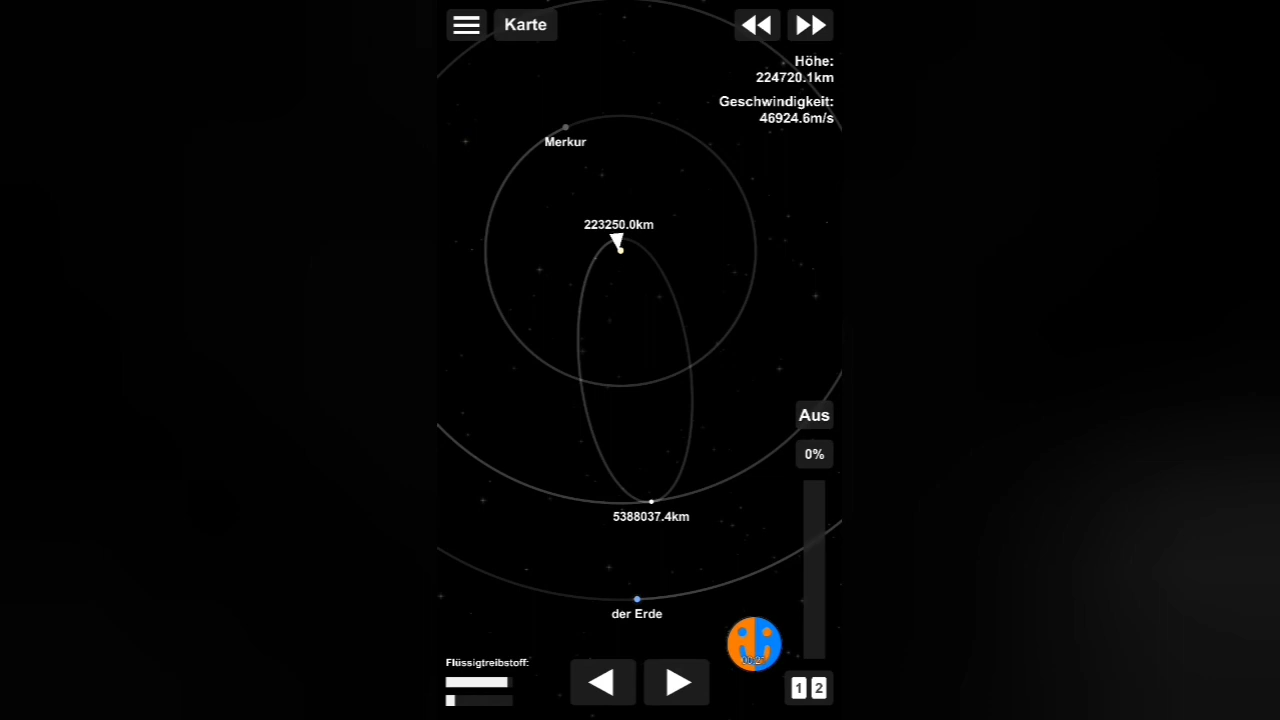 Karte
Höhe:
224720.1km
Geschwindigkeit:
46924.6m/s
Merkur
223250.0km
Aus
0%
5388037.4km
der Erde
Flüssigtreibstoff:
1 2